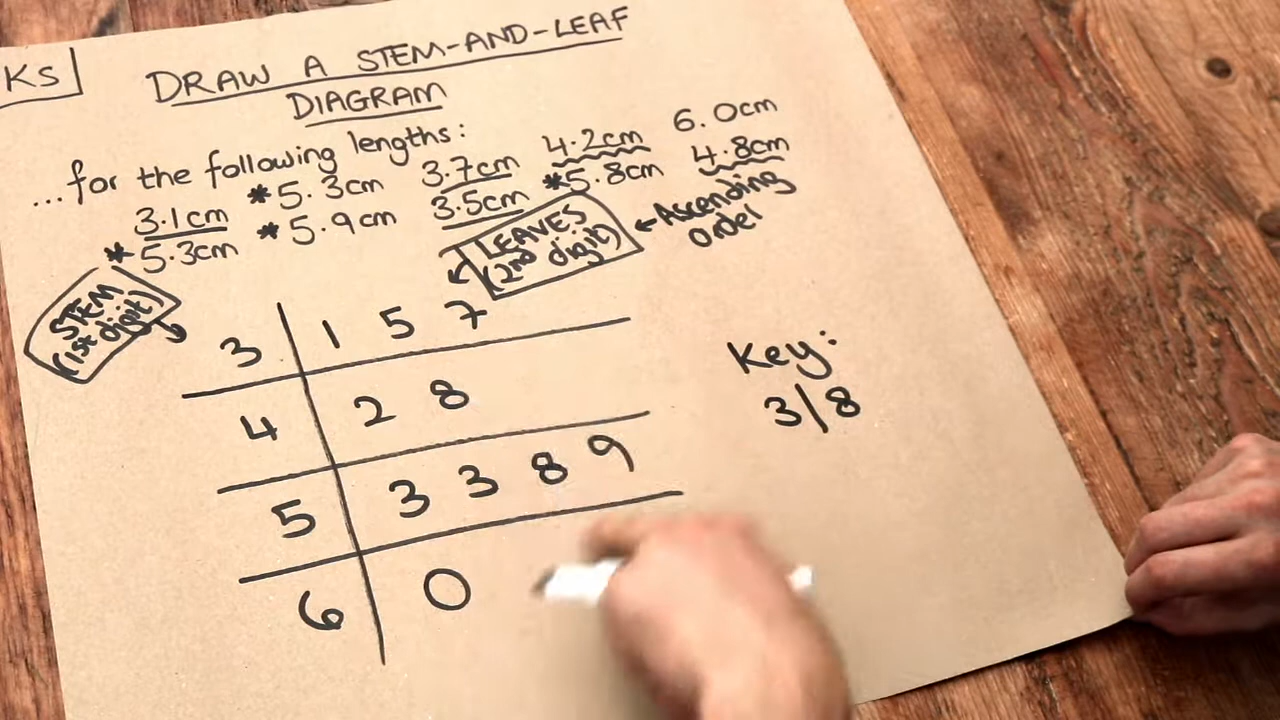 KS
DRAW A STEM-AND-LEAF
DIAGRAM
...for the following lengths:
3.1cm *5.3cm 3.7cm 4.2cm 6.0cm
*5.3cm *5.9cm 3.5cm *5.8cm 4.8cm
STEM
(1st digit)
LEAVES
(2nd digit)
←Ascending
order
3 1 5 7
4 2 8
5 3 3 8 9
6 0
Key:
3|8